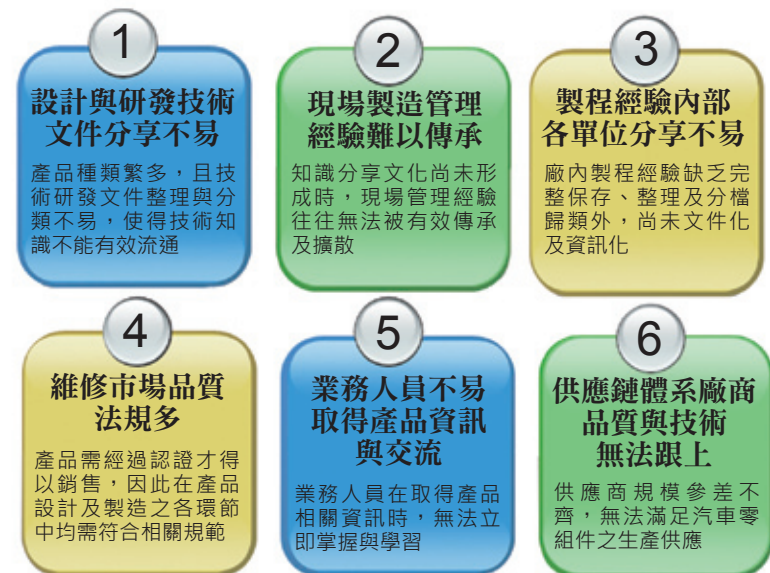 1
設計與研發技術
文件分享不易
產品種類繁多，且技
術研發文件整理與分
類不易，使得技術知
識不能有效流通
2
現場製造管理
經驗難以傳承
知識分享文化尚未形
成時，現場管理經驗
往往無法被有效傳承
及擴散
3
製程經驗內部
各單位分享不易
廠內製程經驗缺乏完
整保存、整理及分檔
歸類外，尚未文件化
及資訊化
4
維修市場品質
法規多
產品需經過認證才得
以銷售，因此在產品
設計及製造之各環節
中均需符合相關規範
5
業務人員不易
取得產品資訊
與交流
業務人員在取得產品
相關資訊時，無法立
即掌握與學習
6
供應鏈體系廠商
品質與技術
無法跟上
供應商規模參差不
齊，無法滿足汽車零
組件之生產供應